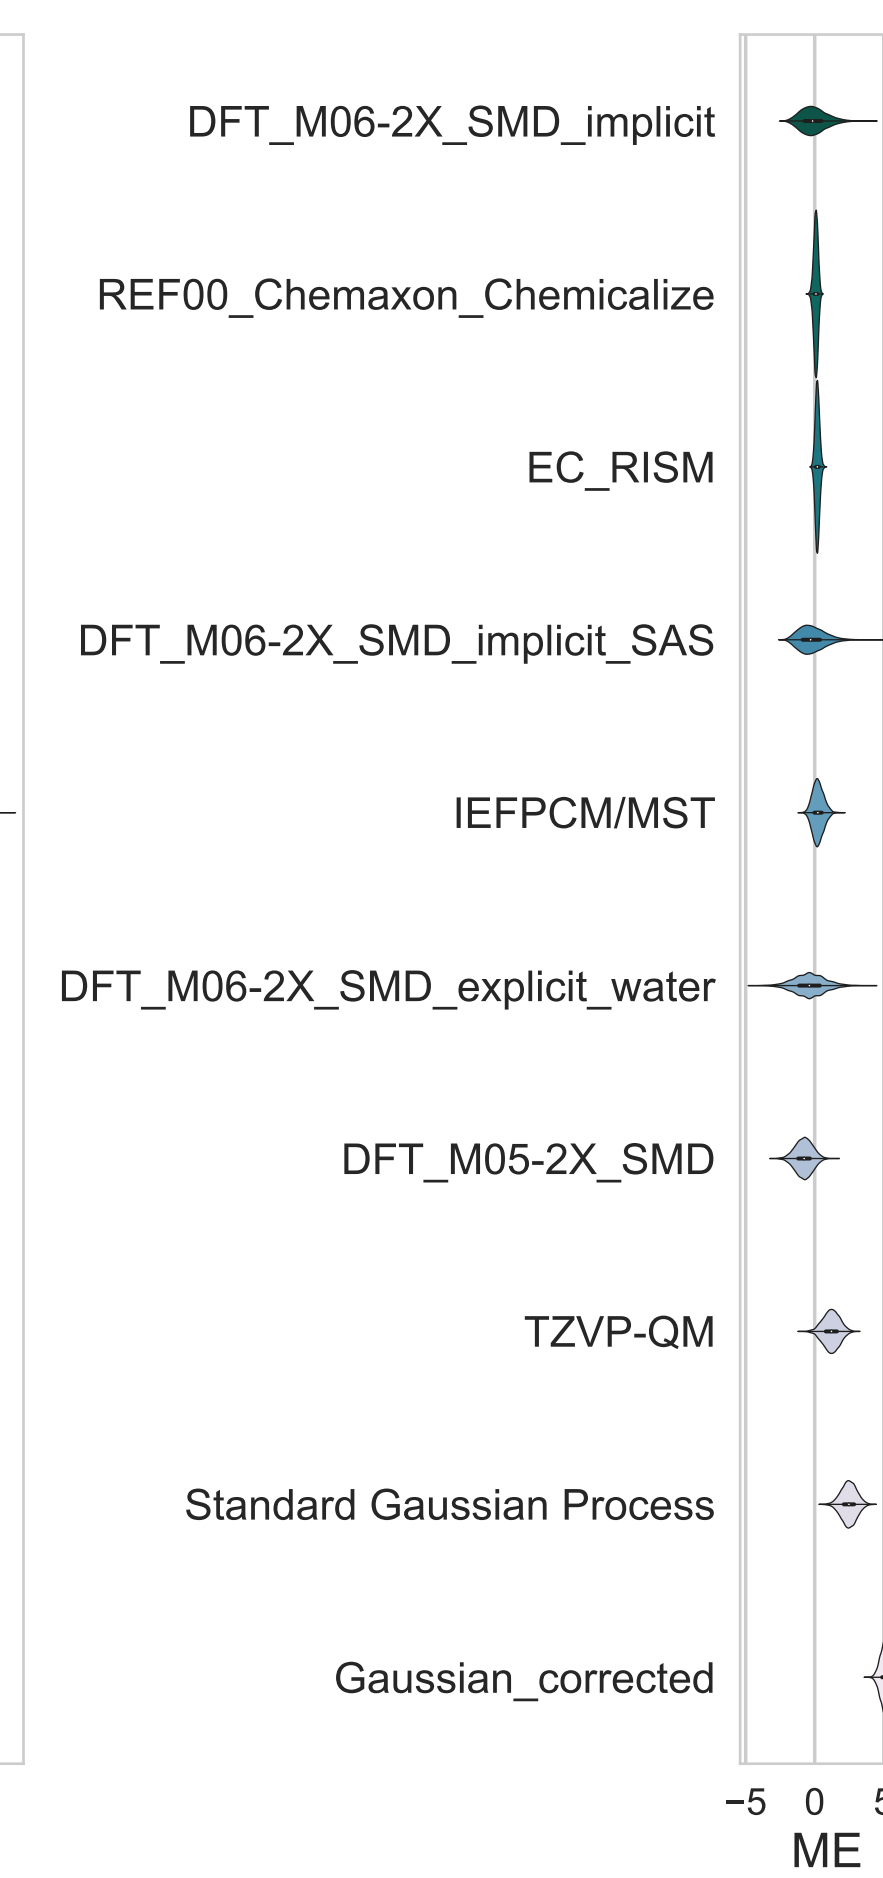 DFT_M06-2X_SMD_implicit
REF00_Chemaxon_Chemicalize
EC_RISM
DFT_M06-2X_SMD_implicit_SAS
IEFPCM/MST
DFT_M06-2X_SMD_explicit_water
DFT_M05-2X_SMD
TZVP-QM
Standard Gaussian Process
Gaussian_corrected
−5 0 5
ME